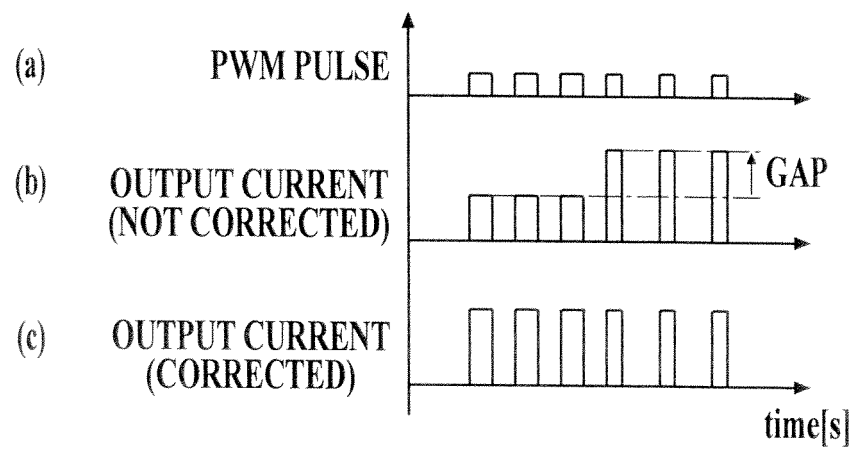 (a) PWM PULSE
(b) OUTPUT CURRENT
(NOT CORRECTED)
GAP
(c) OUTPUT CURRENT
(CORRECTED)
time[s]